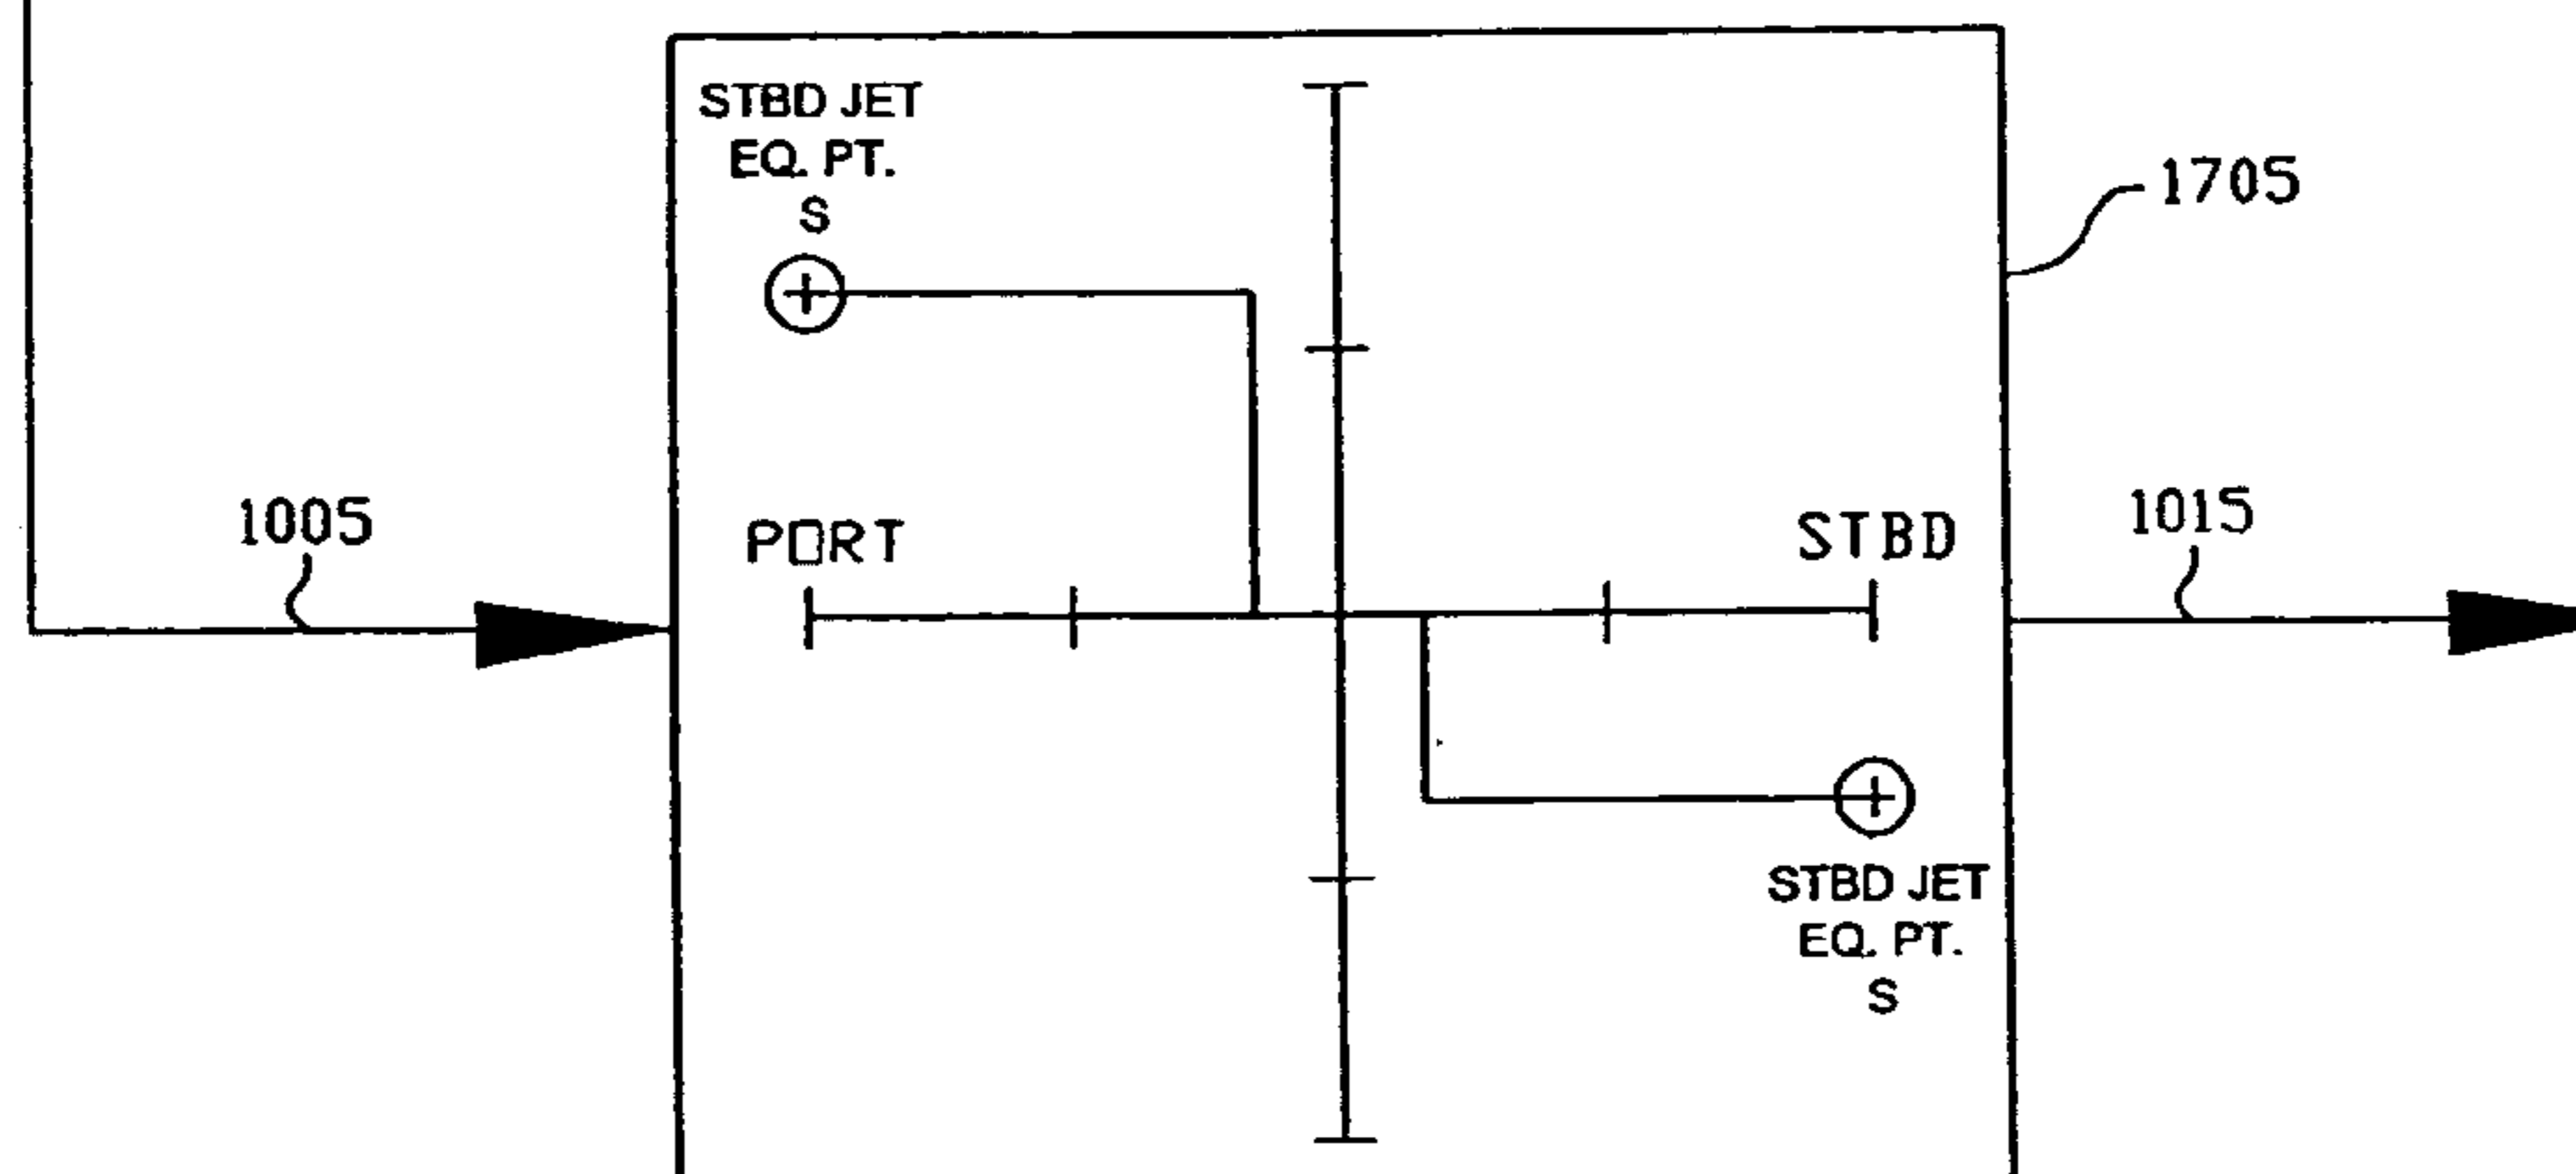 STBD JET
EQ. PT.
S
1705
1005
PORT
STBD
1015
STBD JET
EQ. PT.
S